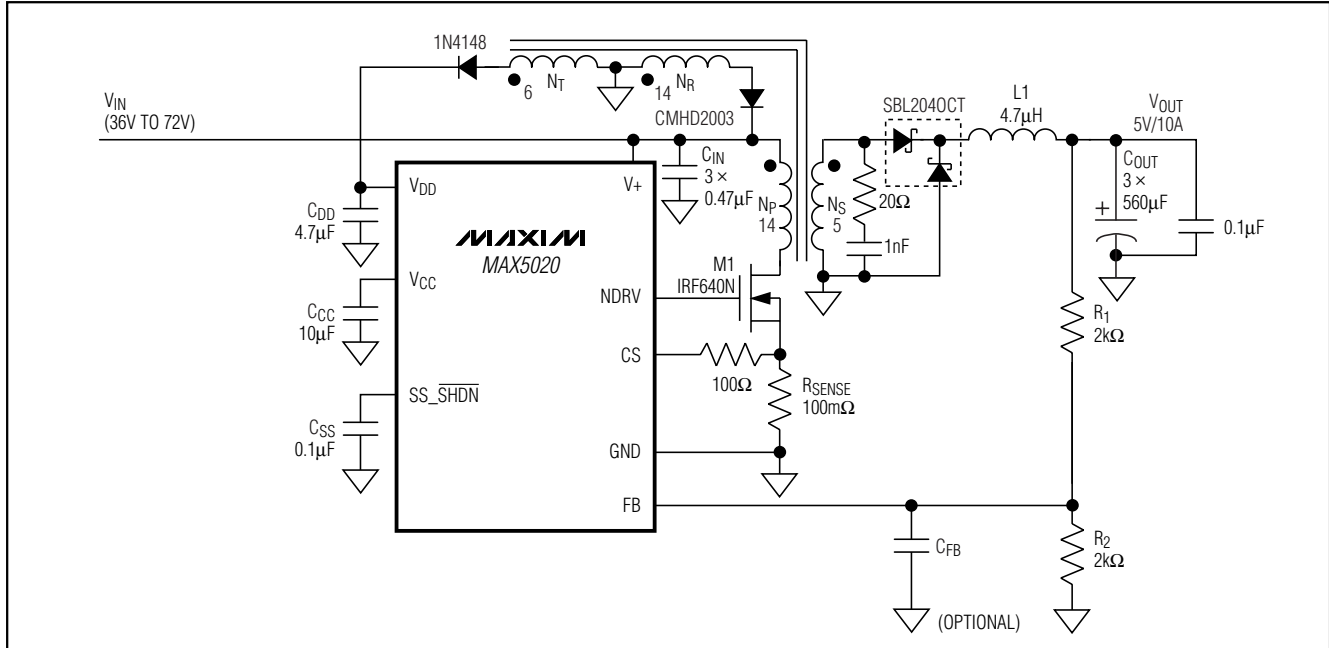 1N4148
6
NT
14
NR
CMHD2003
VIN
(36V TO 72V)
SBL204OCT
L1
4.7μH
VOUT
5V/10A
VDD
V+
CIN
3 ×
0.47μF
NP
14
NS
5
20Ω
1nF
COUT
3 ×
560μF
+
0.1μF
CDD
4.7μF
MAXIM
MAX5020
VCC
CCC
10μF
NDRV
M1
IRF640N
R1
2kΩ
CS
100Ω
RSENSE
100mΩ
SS_SHDN
CSS
0.1μF
GND
FB
CFB
(OPTIONAL)
R2
2kΩ